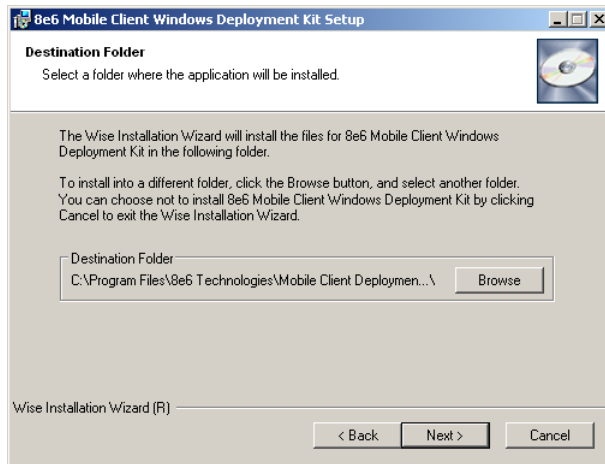 8e6 Mobile Client Windows Deployment Kit Setup
Destination Folder
Select a folder where the application will be installed.
The Wise Installation Wizard will install the files for 8e6 Mobile Client Windows
Deployment Kit in the following folder.
To install into a different folder, click the Browse button, and select another folder.
You can choose not to install 8e6 Mobile Client Windows Deployment Kit by clicking
Cancel to exit the Wise Installation Wizard.
Destination Folder
C:\Program Files\8e6 Technologies\Mobile Client Deploymen...\ Browse
Wise Installation Wizard (R)
< Back Next > Cancel